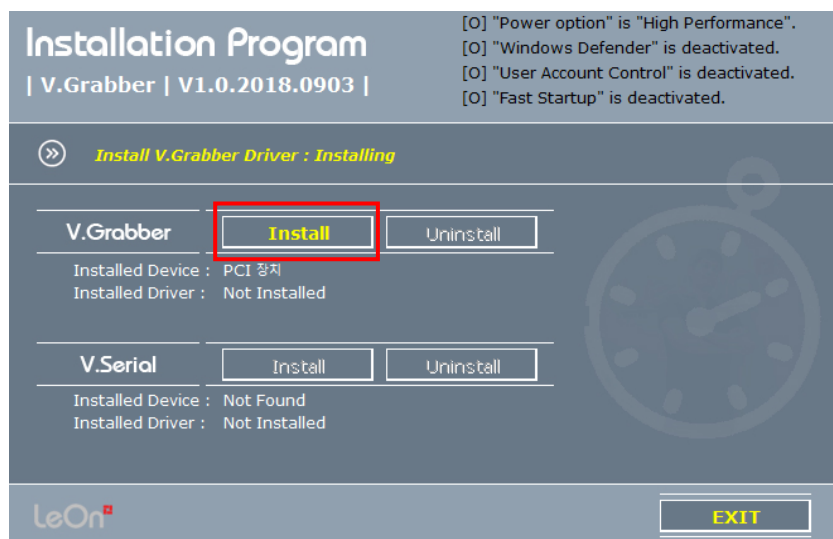 Installation Program
| V.Grabber | V1.0.2018.0903 |
[O] "Power option" is "High Performance".
[O] "Windows Defender" is deactivated.
[O] "User Account Control" is deactivated.
[O] "Fast Startup" is deactivated.
Install V.Grabber Driver : Installing
V.Grabber Install Uninstall
Installed Device : PCI 장치
Installed Driver : Not Installed
V.Serial Install Uninstall
Installed Device : Not Found
Installed Driver : Not Installed
LeOn
EXIT